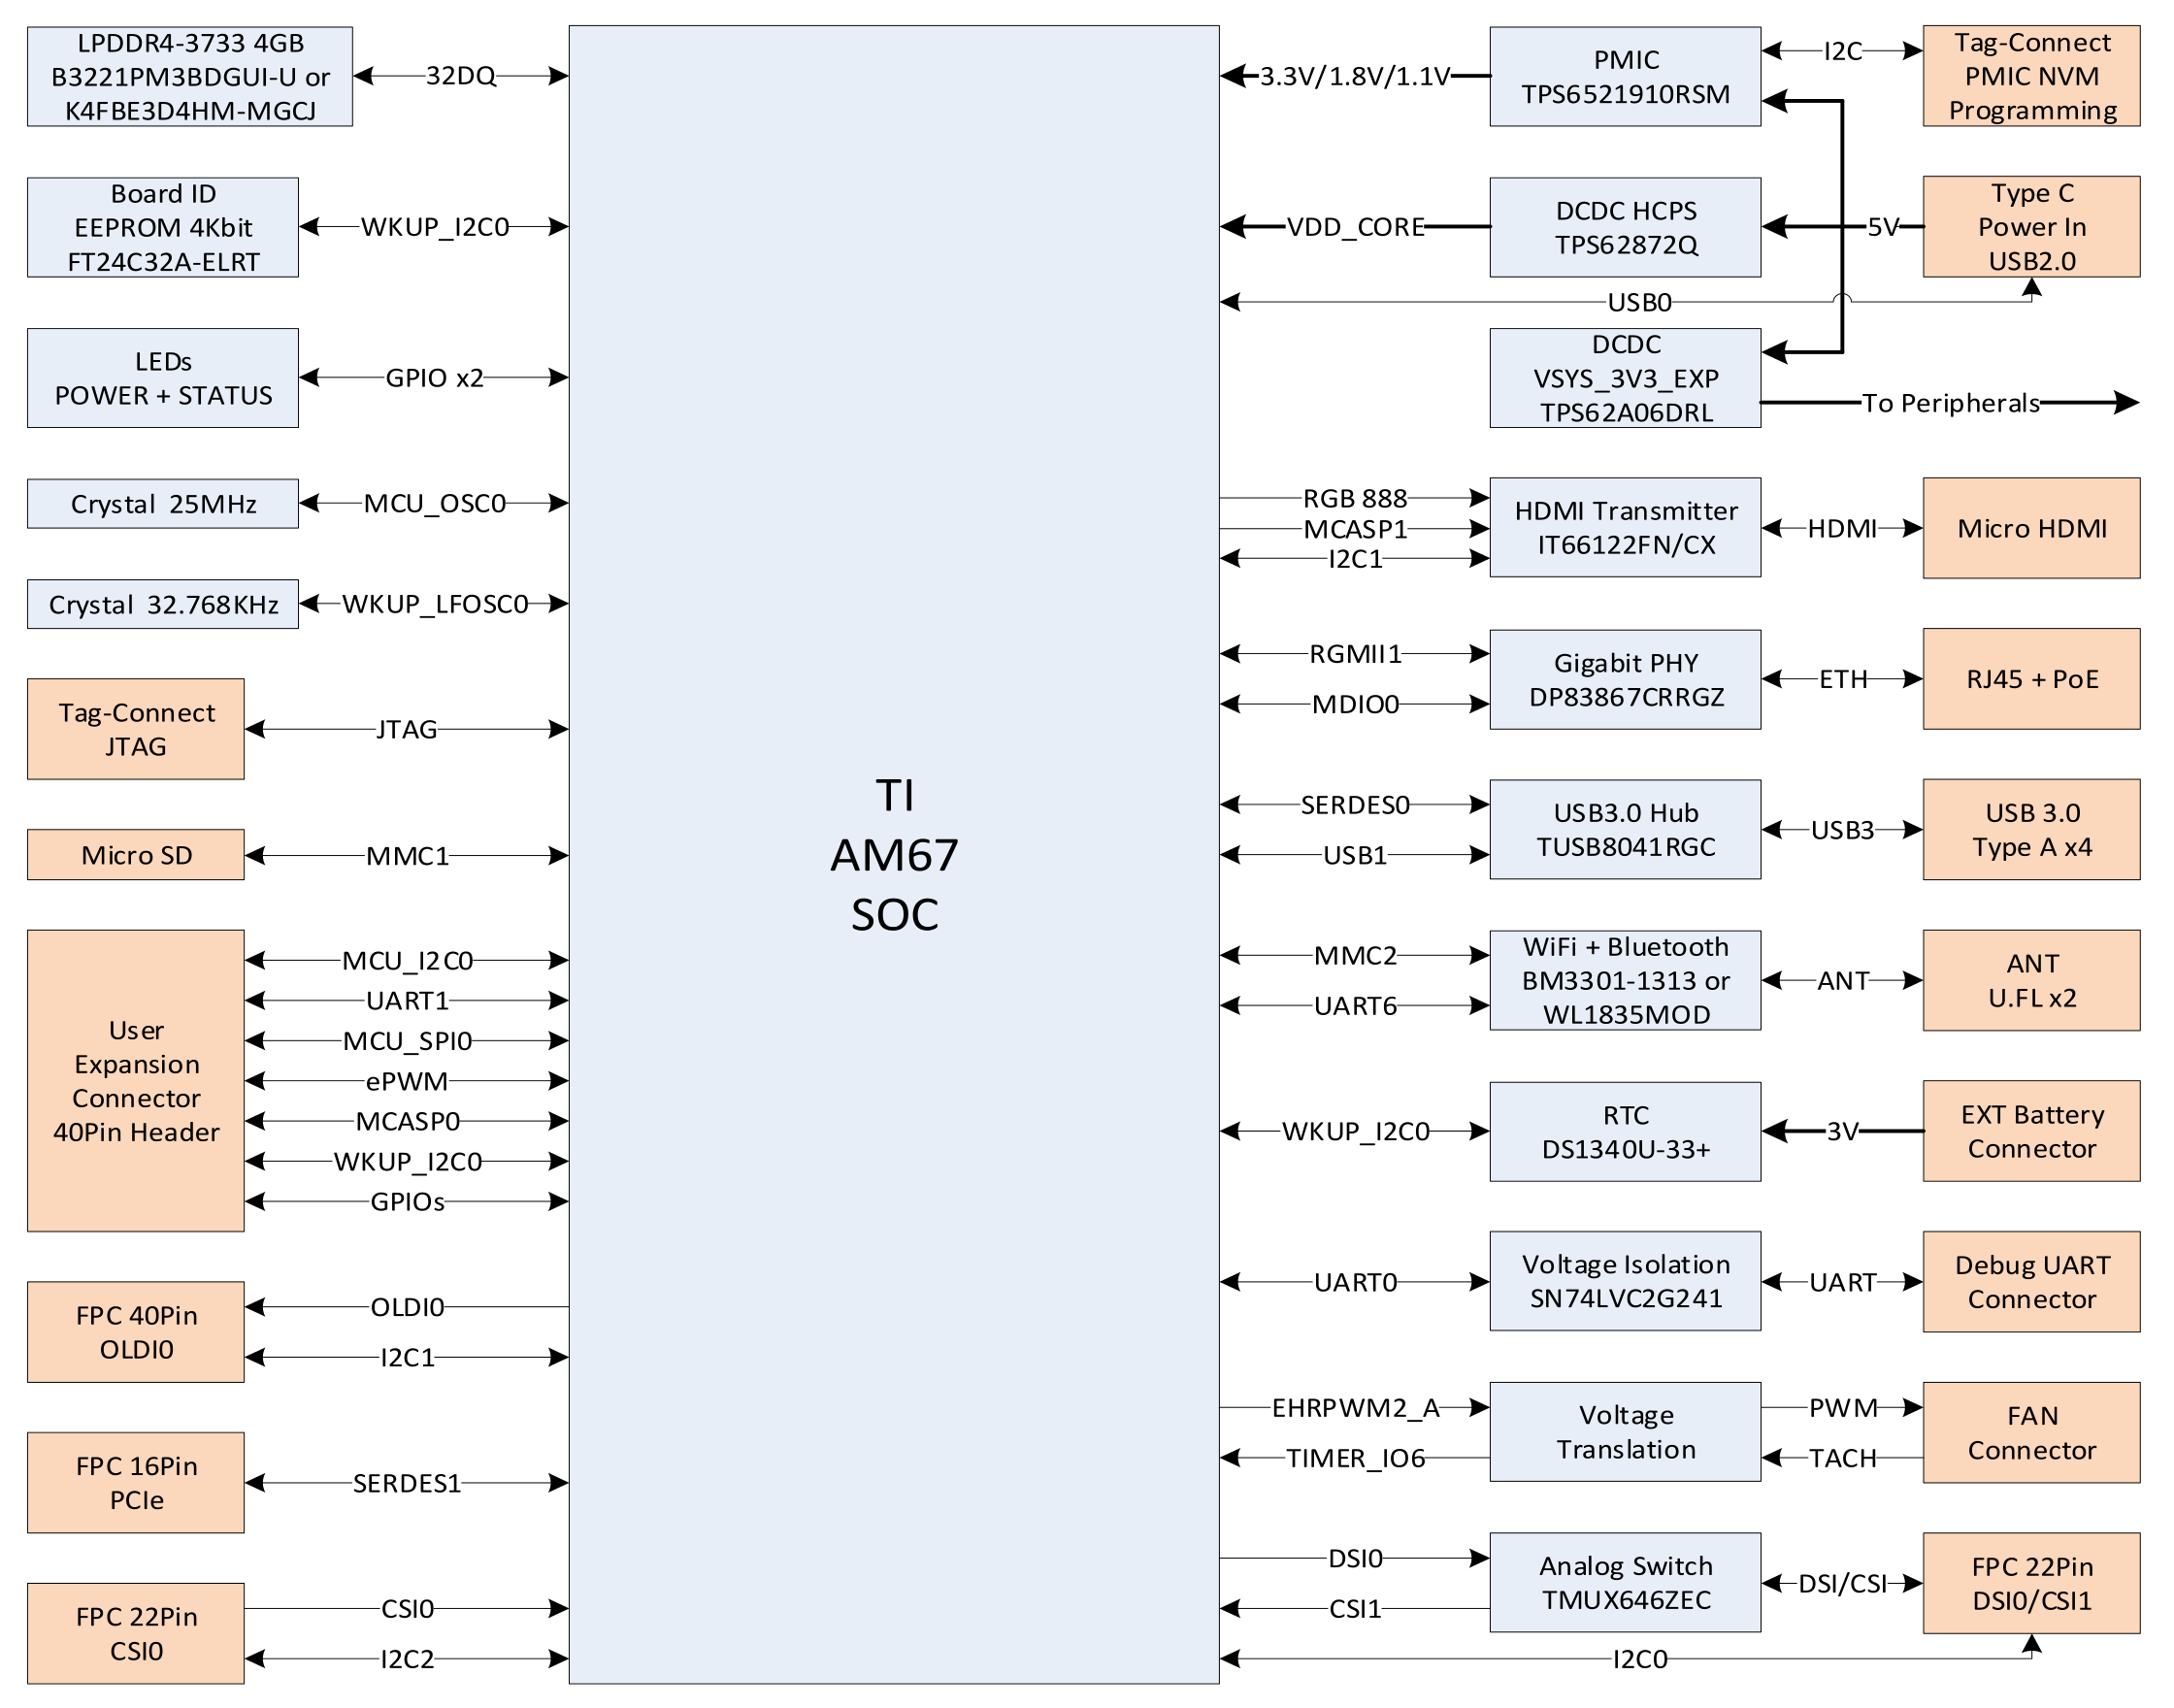 LPDDR4-3733 4GB
B3221PM3BDGUI-U or
K4FBE3D4HM-MGCJ
32DQ
Board ID
EEPROM 4Kbit
FT24C32A-ELRT
WKUP_I2C0
LEDs
POWER + STATUS
GPIO x2
Crystal 25MHz
MCU_OSC0
Crystal 32.768KHz
WKUP_LFOSC0
Tag-Connect
JTAG
JTAG
Micro SD
MMC1
User
Expansion
Connector
40Pin Header
MCU_I2C0
UART1
MCU_SPI0
ePWM
MCASP0
WKUP_I2C0
GPIOs
FPC 40Pin
OLDI0
OLDI0
I2C1
FPC 16Pin
PCIe
SERDES1
FPC 22Pin
CSI0
CSI0
I2C2
TI
AM67
SOC
3.3V/1.8V/1.1V
PMIC
TPS6521910RSM
I2C
Tag-Connect
PMIC NVM
Programming
VDD_CORE
DCDC HCPS
TPS62872Q
5V
Type C
Power In
USB2.0
USB0
DCDC
VSYS_3V3_EXP
TPS62A06DRL
To Peripherals
RGB 888
MCASP1
I2C1
HDMI Transmitter
IT66122FN/CX
HDMI
Micro HDMI
RGMII1
MDIO0
Gigabit PHY
DP83867CRRGZ
ETH
RJ45 + PoE
SERDES0
USB1
USB3.0 Hub
TUSB8041RGC
USB3
USB 3.0
Type A x4
MMC2
UART6
WiFi + Bluetooth
BM3301-1313 or
WL1835MOD
ANT
ANT
U.FL x2
WKUP_I2C0
RTC
DS1340U-33+
3V
EXT Battery
Connector
UART0
Voltage Isolation
SN74LVC2G241
UART
Debug UART
Connector
EHRPWM2_A
TIMER_IO6
Voltage
Translation
PWM
TACH
FAN
Connector
DSI0
CSI1
Analog Switch
TMUX646ZEC
DSI/CSI
FPC 22Pin
DSI0/CSI1
I2C0